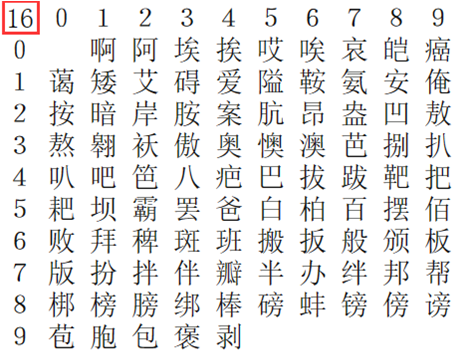 16 0 1 2 3 4 5 6 7 8 9
0 啊 阿 埃 挨 哎 唉 哀 皑 癌
1 蔼 矮 艾 碍 爱 隘 鞍 氨 安 俺
2 按 暗 岸 胺 案 肮 昂 盎 凹 敖
3 熬 翱 袄 傲 奥 懊 澳 芭 捌 扒
4 叭 吧 笆 八 疤 巴 拔 跋 靶 把
5 耙 坝 霸 罢 爸 白 柏 百 摆 佰
6 败 拜 稗 斑 班 搬 扳 般 颁 板
7 版 扮 拌 伴 瓣 半 办 绊 邦 帮
8 梆 榜 膀 绑 棒 磅 蚌 镑 傍 谤
9 苞 胞 包 褒 剥